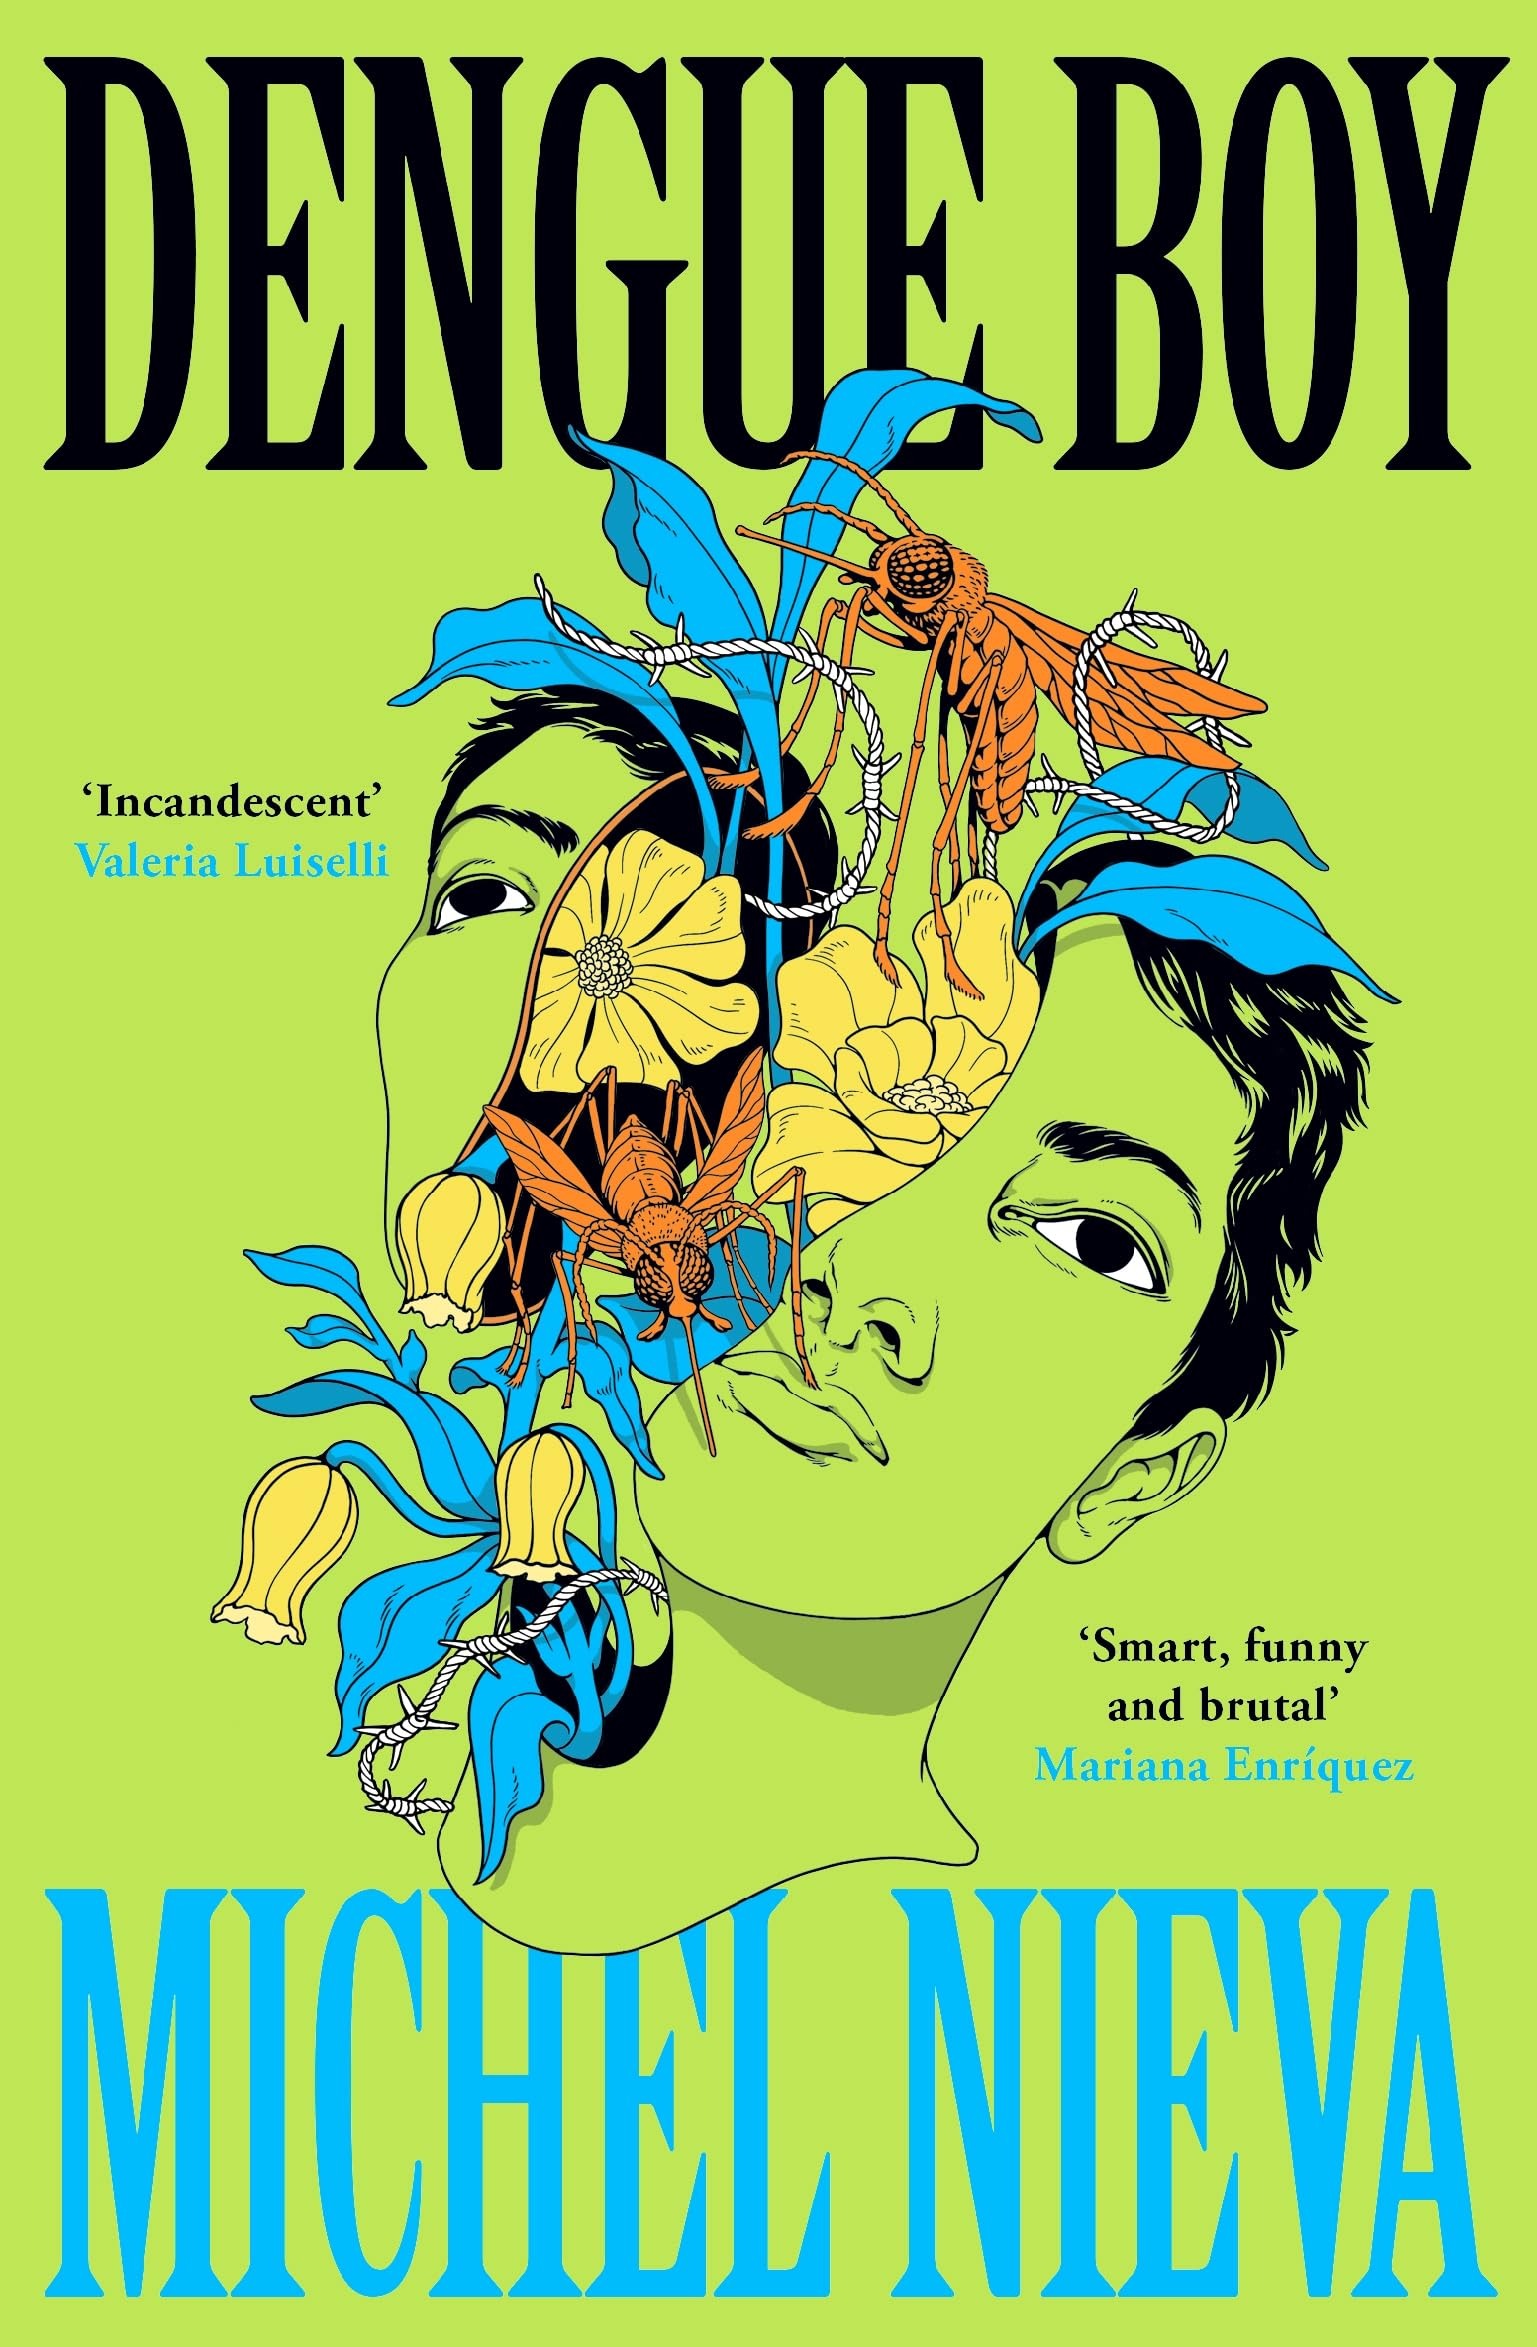 DENGUE BOY
‘Incandescent’
Valeria Luiselli
‘Smart, funny
and brutal’
Mariana Enríquez
MICHEL NIEVA